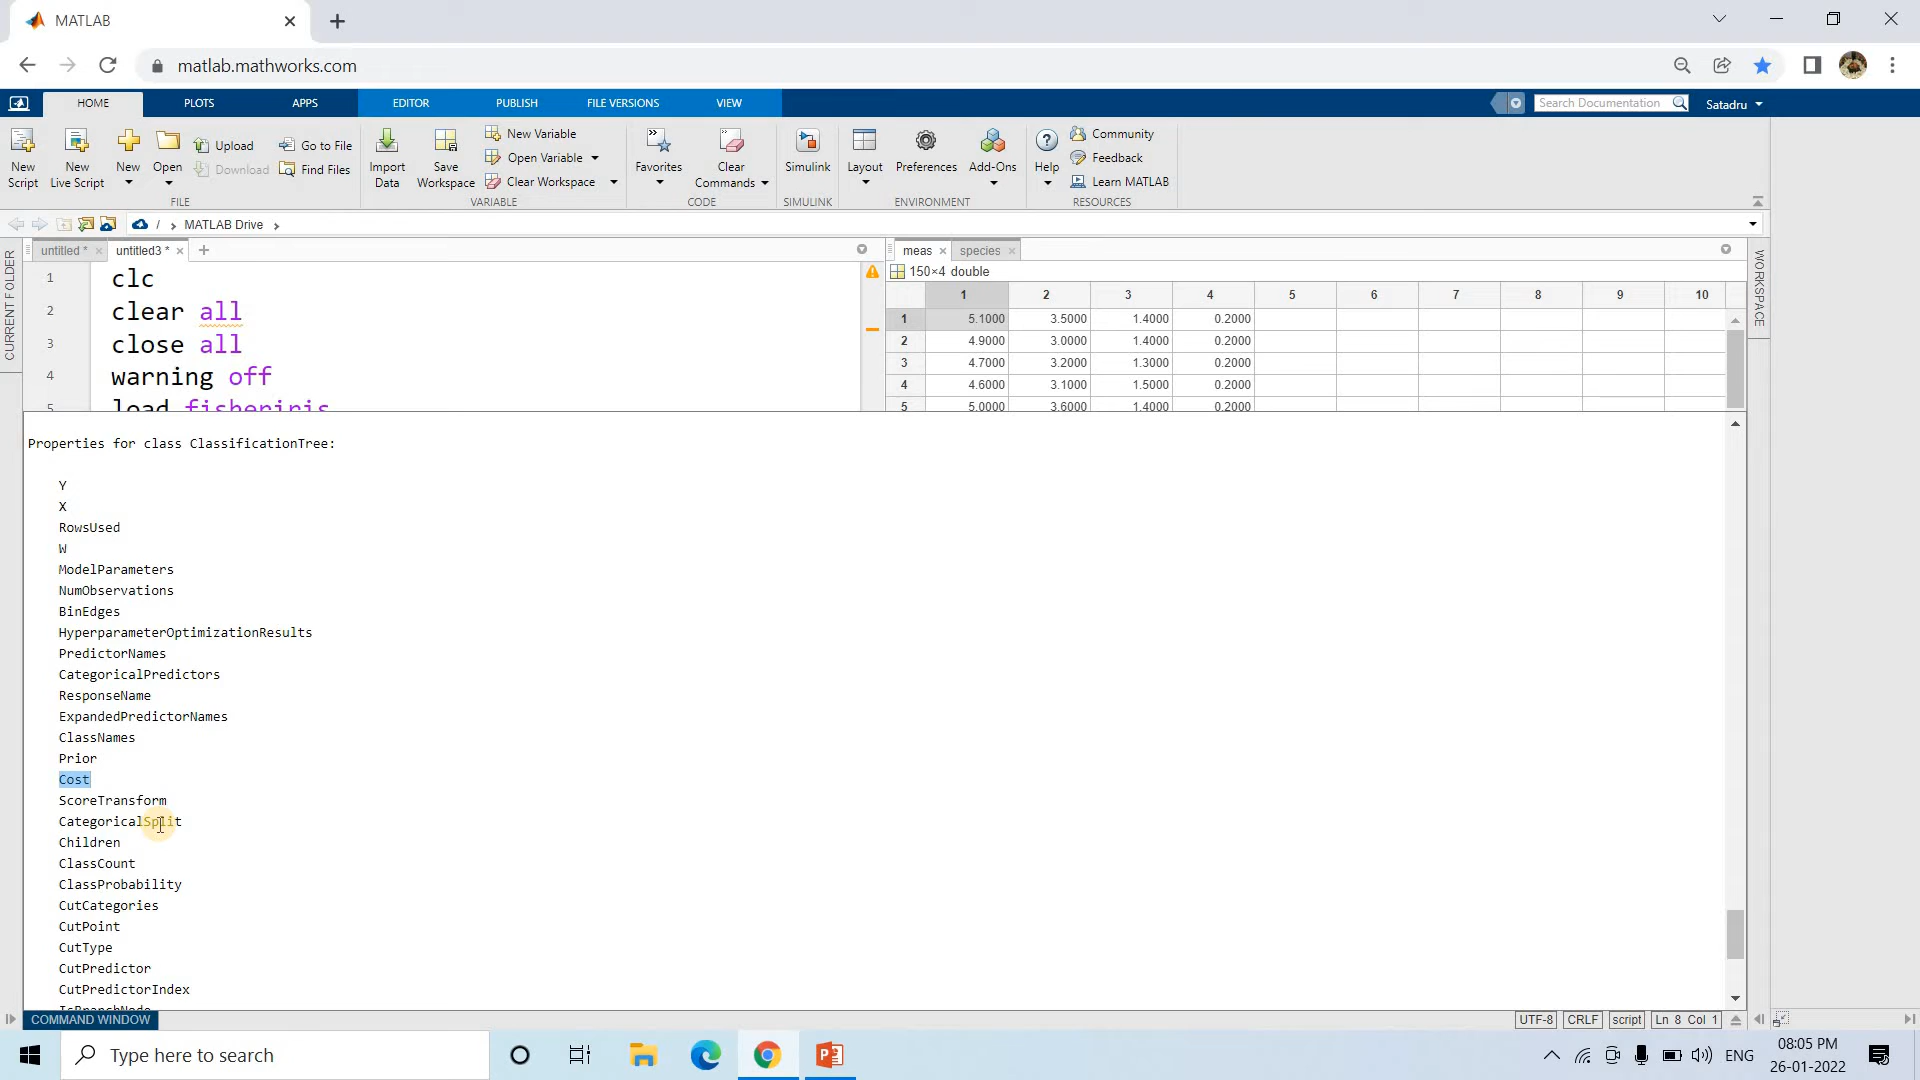 MATLAB
matlab.mathworks.com
HOME PLOTS APPS EDITOR PUBLISH FILE VERSIONS VIEW Search Documentation Satadru
New Script
New Live Script
New
Open
Upload
Download
Go to File
Find Files
FILE
Import Data
Save Workspace
New Variable
Open Variable
Clear Workspace
VARIABLE
Favorites
Clear Commands
CODE
Simulink
SIMULINK
Layout
Preferences
Add-Ons
ENVIRONMENT
Help
Community
Feedback
Learn MATLAB
RESOURCES
/ › MATLAB Drive ›
CURRENT FOLDER
untitled * untitled3 *
1 clc
2 clear all
3 close all
4 warning off
5 load fisheriris
meas species
150×4 double
1 2 3 4 5 6 7 8 9 10
1 5.1000 3.5000 1.4000 0.2000
2 4.9000 3.0000 1.4000 0.2000
3 4.7000 3.2000 1.3000 0.2000
4 4.6000 3.1000 1.5000 0.2000
5 5.0000 3.6000 1.4000 0.2000
WORKSPACE
Properties for class ClassificationTree:
Y
X
RowsUsed
W
ModelParameters
NumObservations
BinEdges
HyperparameterOptimizationResults
PredictorNames
CategoricalPredictors
ResponseName
ExpandedPredictorNames
ClassNames
Prior
Cost
ScoreTransform
CategoricalSplit
Children
ClassCount
ClassProbability
CutCategories
CutPoint
CutType
CutPredictor
CutPredictorIndex
IsBranchNode
COMMAND WINDOW
UTF-8 CRLF script Ln 8 Col 1
Type here to search
ENG
08:05 PM
26-01-2022